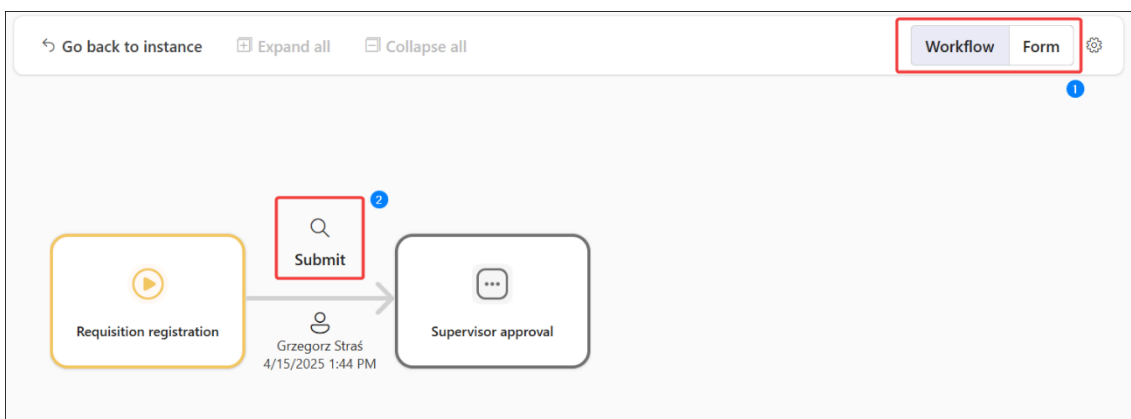 Go back to instance Expand all Collapse all Workflow Form
1
2
Submit
Requisition registration
Supervisor approval
Grzegorz Straś
4/15/2025 1:44 PM